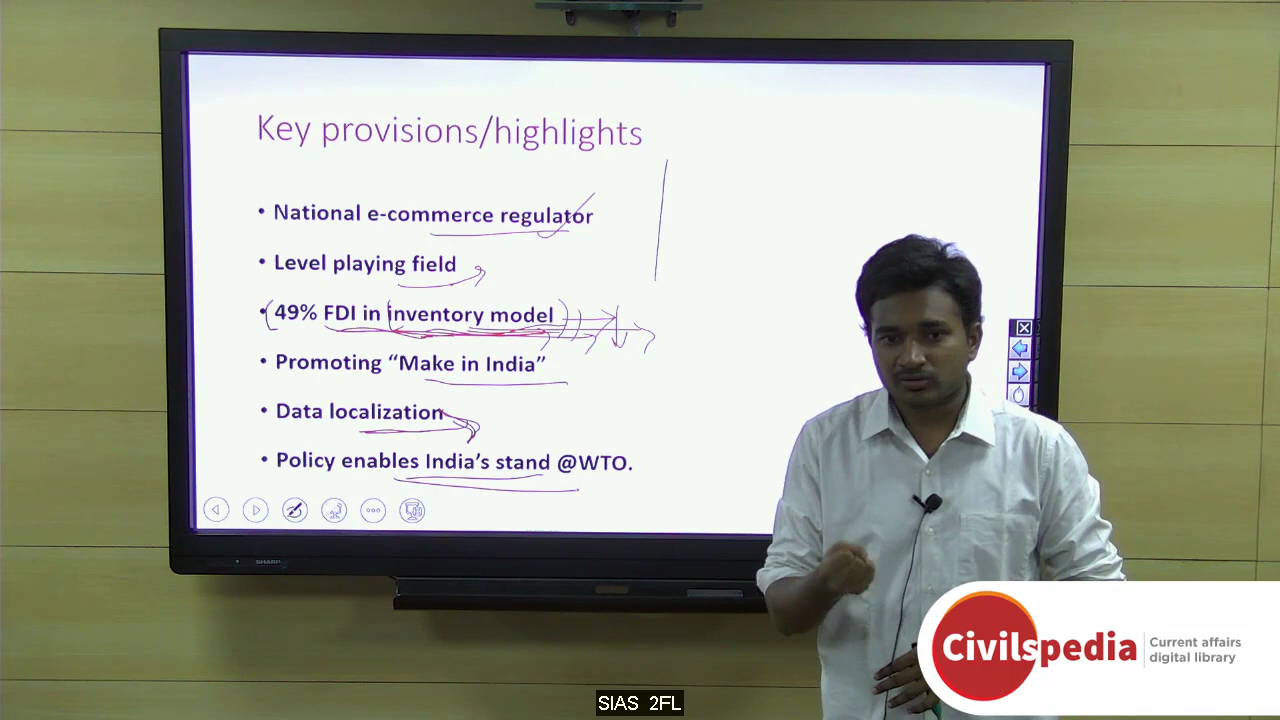 Key provisions/highlights
• National e-commerce regulator
• Level playing field
• 49% FDI in inventory model
• Promoting “Make in India”
• Data localization
• Policy enables India’s stand @WTO.
SHARP
Civilspedia
Current affairs
digital library
SIAS 2FL